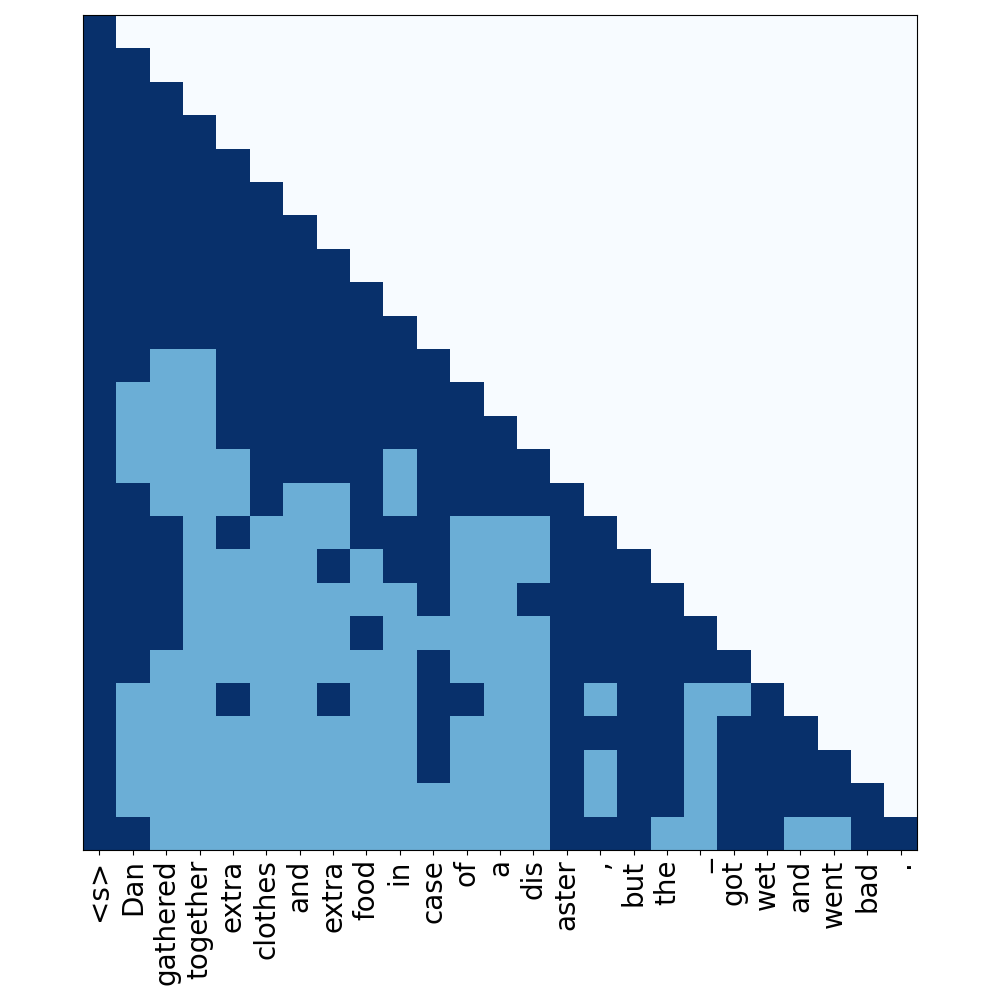 <s>
Dan
gathered
together
extra
clothes
and
extra
food
in
case
of
a
dis
aster
,
but
the
_
got
wet
and
went
bad
.